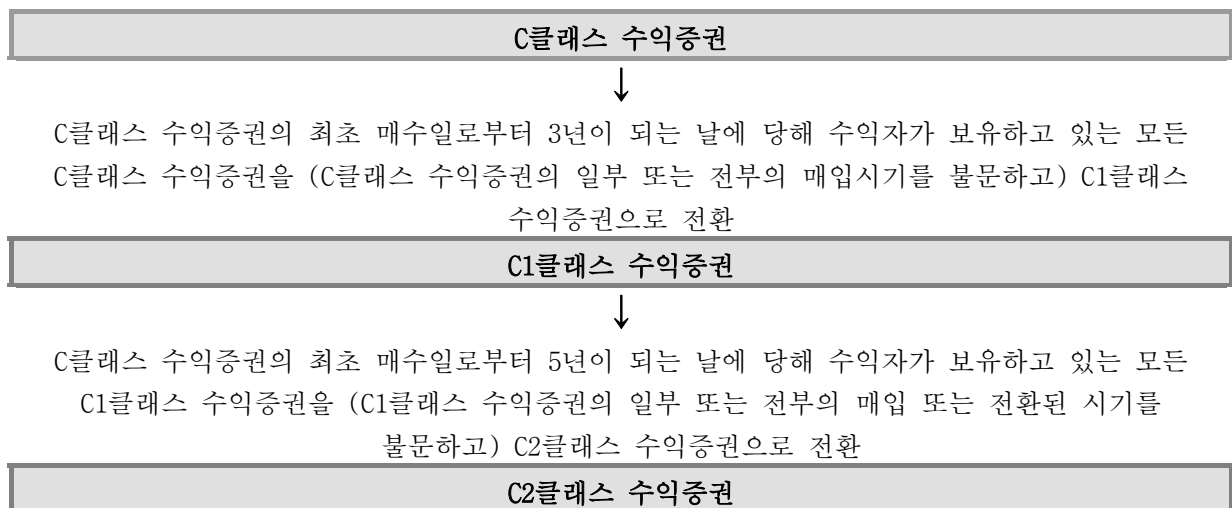 C클래스 수익증권
↓
C클래스 수익증권의 최초 매수일로부터 3년이 되는 날에 당해 수익자가 보유하고 있는 모든
C클래스 수익증권을 (C클래스 수익증권의 일부 또는 전부의 매입시기를 불문하고) C1클래스
수익증권으로 전환
C1클래스 수익증권
↓
C클래스 수익증권의 최초 매수일로부터 5년이 되는 날에 당해 수익자가 보유하고 있는 모든
C1클래스 수익증권을 (C1클래스 수익증권의 일부 또는 전부의 매입 또는 전환된 시기를
불문하고) C2클래스 수익증권으로 전환
C2클래스 수익증권